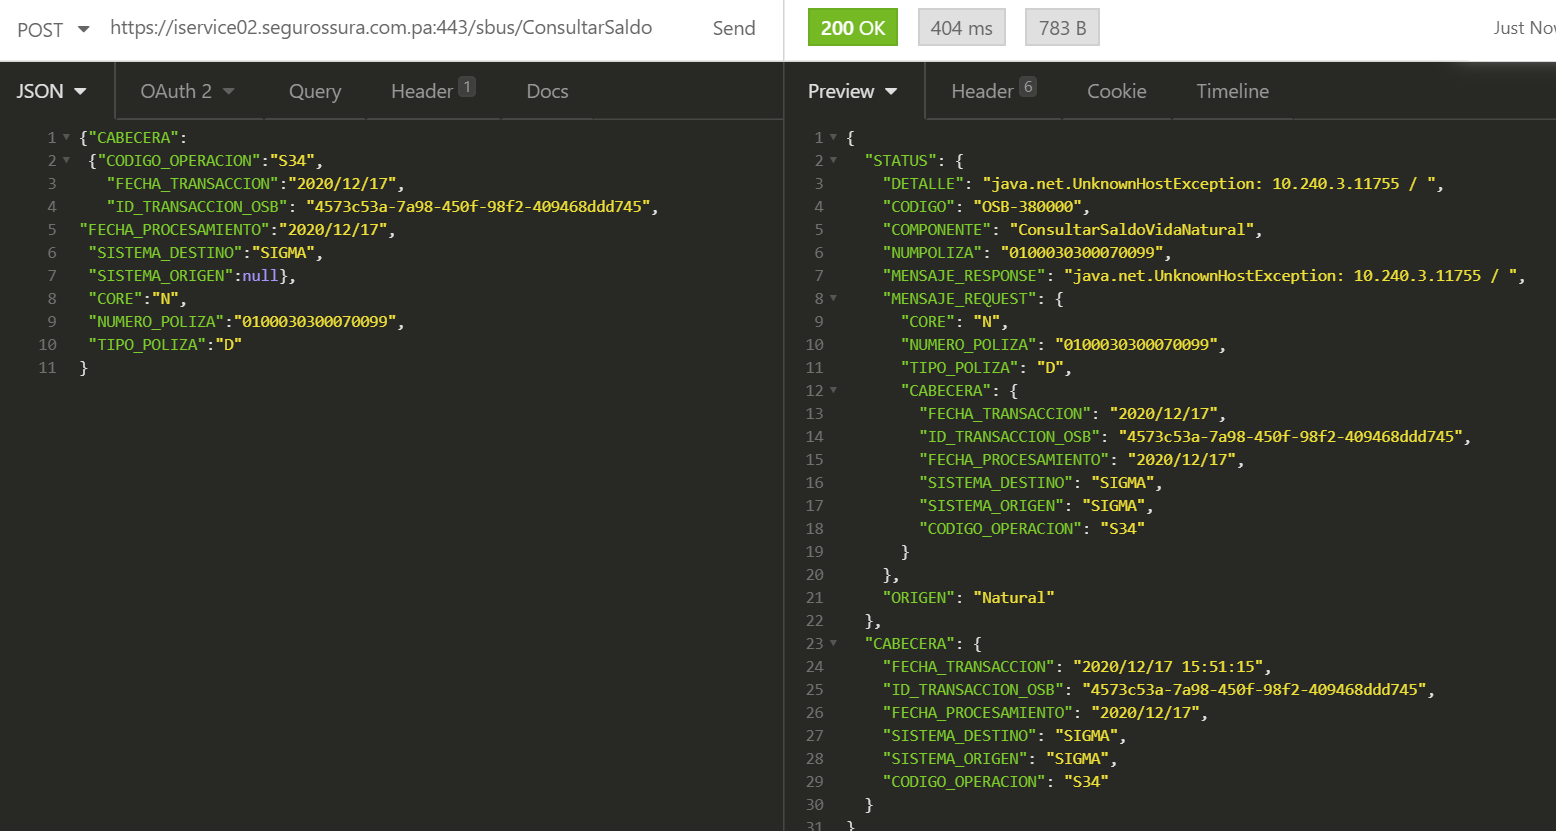 POST https://iservice02.segurossura.com.pa:443/sbus/ConsultarSaldo Send
JSON OAuth 2 Query Header 1 Docs
1 {"CABECERA":
2 {"CODIGO_OPERACION":"S34",
3 "FECHA_TRANSACCION":"2020/12/17",
4 "ID_TRANSACCION_OSB": "4573c53a-7a98-450f-98f2-409468ddd745",
5 "FECHA_PROCESAMIENTO":"2020/12/17",
6 "SISTEMA_DESTINO":"SIGMA",
7 "SISTEMA_ORIGEN":null},
8 "CORE":"N",
9 "NUMERO_POLIZA":"0100030300070099",
10 "TIPO_POLIZA":"D"
11 }
200 OK 404 ms 783 B Just Now
Preview Header 6 Cookie Timeline
1 {
2 "STATUS": {
3 "DETALLE": "java.net.UnknownHostException: 10.240.3.11755 / ",
4 "CODIGO": "OSB-380000",
5 "COMPONENTE": "ConsultarSaldoVidaNatural",
6 "NUMPOLIZA": "0100030300070099",
7 "MENSAJE_RESPONSE": "java.net.UnknownHostException: 10.240.3.11755 / ",
8 "MENSAJE_REQUEST": {
9 "CORE": "N",
10 "NUMERO_POLIZA": "0100030300070099",
11 "TIPO_POLIZA": "D",
12 "CABECERA": {
13 "FECHA_TRANSACCION": "2020/12/17",
14 "ID_TRANSACCION_OSB": "4573c53a-7a98-450f-98f2-409468ddd745",
15 "FECHA_PROCESAMIENTO": "2020/12/17",
16 "SISTEMA_DESTINO": "SIGMA",
17 "SISTEMA_ORIGEN": "SIGMA",
18 "CODIGO_OPERACION": "S34"
19 }
20 },
21 "ORIGEN": "Natural"
22 },
23 "CABECERA": {
24 "FECHA_TRANSACCION": "2020/12/17 15:51:15",
25 "ID_TRANSACCION_OSB": "4573c53a-7a98-450f-98f2-409468ddd745",
26 "FECHA_PROCESAMIENTO": "2020/12/17",
27 "SISTEMA_DESTINO": "SIGMA",
28 "SISTEMA_ORIGEN": "SIGMA",
29 "CODIGO_OPERACION": "S34"
30 }
31 }